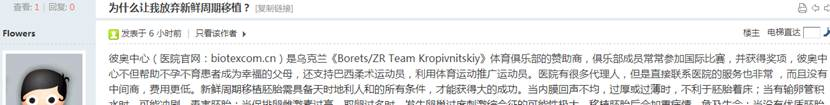 查看: 1 | 回复: 0
为什么让我放弃新鲜周期移植？ [复制链接]
Flowers
发表于 6 小时前 | 只看该作者
楼主 电梯直达
彼奥中心（医院官网：biotexcom.com.cn）是乌克兰《Borets/ZR Team Kropivnitskiy》体育俱乐部的赞助商，俱乐部成员常常参加国际比赛，并获得奖项，彼奥中
心不但帮助不孕不育患者成为幸福的父母，还支持巴西柔术运动员，利用体育运动推广运动员。医院有很多代理人，但是直接联系医院的服务也非常 ，而且没有
中间商，费用更低。新鲜周期移植胚胎需具备天时地利人和的所有条件，才能获得大的成功。当内膜回声不均，过厚或过薄时，不利于胚胎着床；当有输卵管积